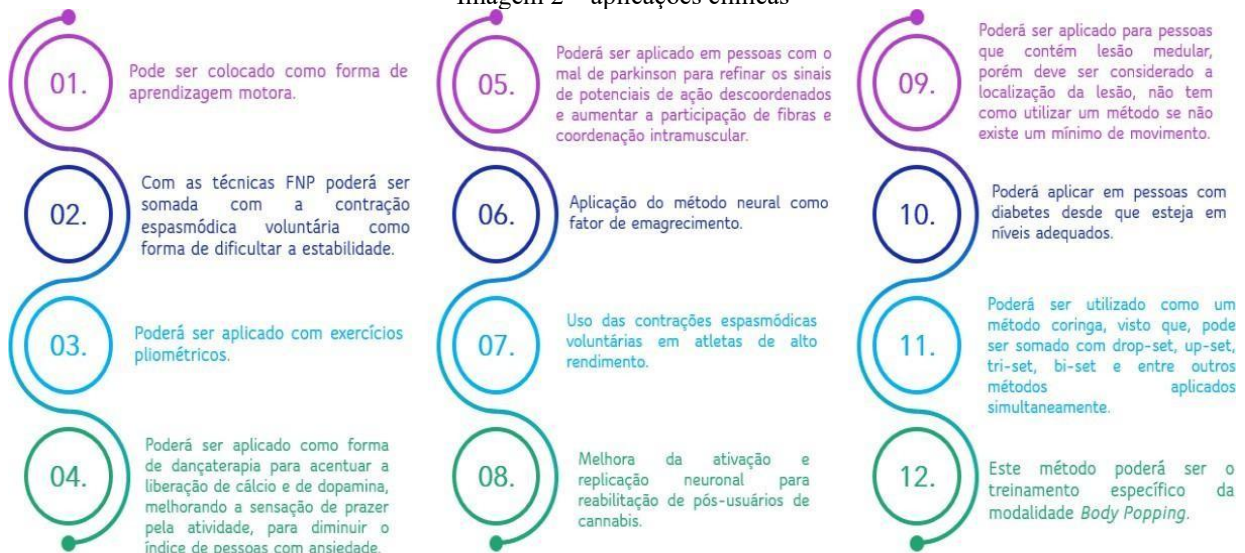 Imagem 2 – aplicações clínicas
01.
Pode ser colocado como forma de
aprendizagem motora.
02.
Com as técnicas FNP poderá ser
somada com a contração
espasmódica voluntária como
forma de dificultar a estabilidade.
03.
Poderá ser aplicado com exercícios
pliométricos.
04.
Poderá ser aplicado como forma
de dançaterapia para acentuar a
liberação de cálcio e de dopamina,
melhorando a sensação de prazer
pela atividade, para diminuir o
índice de pessoas com ansiedade.
05.
Poderá ser aplicado em pessoas com o
mal de parkinson para refinar os sinais
de potenciais de ação descoordenados
e aumentar a participação de fibras e
coordenação intramuscular.
06.
Aplicação do método neural como
fator de emagrecimento.
07.
Uso das contrações espasmódicas
voluntárias em atletas de alto
rendimento.
08.
Melhora da ativação e
replicação neuronal para
reabilitação de pós-usuários de
cannabis.
09.
Poderá ser aplicado para pessoas
que contém lesão medular,
porém deve ser considerado a
localização da lesão, não tem
como utilizar um método se não
existe um mínimo de movimento.
10.
Poderá aplicar em pessoas com
diabetes desde que esteja em
níveis adequados.
11.
Poderá ser utilizado como um
método coringa, visto que, pode
ser somado com drop-set, up-set,
tri-set, bi-set e entre outros
métodos aplicados
simultaneamente.
12.
Este método poderá ser o
treinamento específico da
modalidade Body Popping.